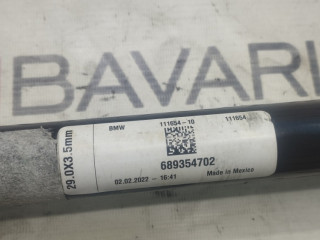 BAVARI
BMW 111654-10 111654
29.0X3.5mm
689354702
02.02.2022 - 16:41 Made in Mexico